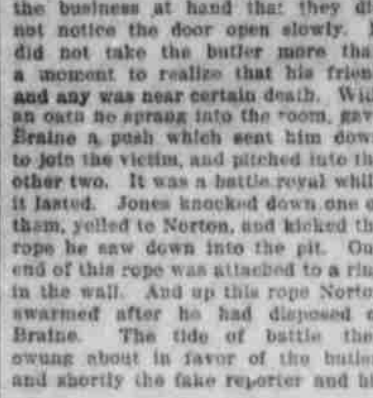 the business at hand that they di
not notice the door open slowly. I
did not take the butler more tha
a moment to realize that his frien
and any was near certain death. Wit
an oath he sprang into the room, gav
Braine a push which sent him dow
to join the victim, and pitched into th
other two. It was a battle royal whil
it lasted. Jones knocked down one o
them, yelled to Norton, and kicked th
rope he saw down into the pit. On
end of this rope was attached to a rin
in the wall. And up this rope Norto
swarmed after he had disposed o
Braine. The tide of battle the
swung about in favor of the butler
and shortly the fake reporter and hi